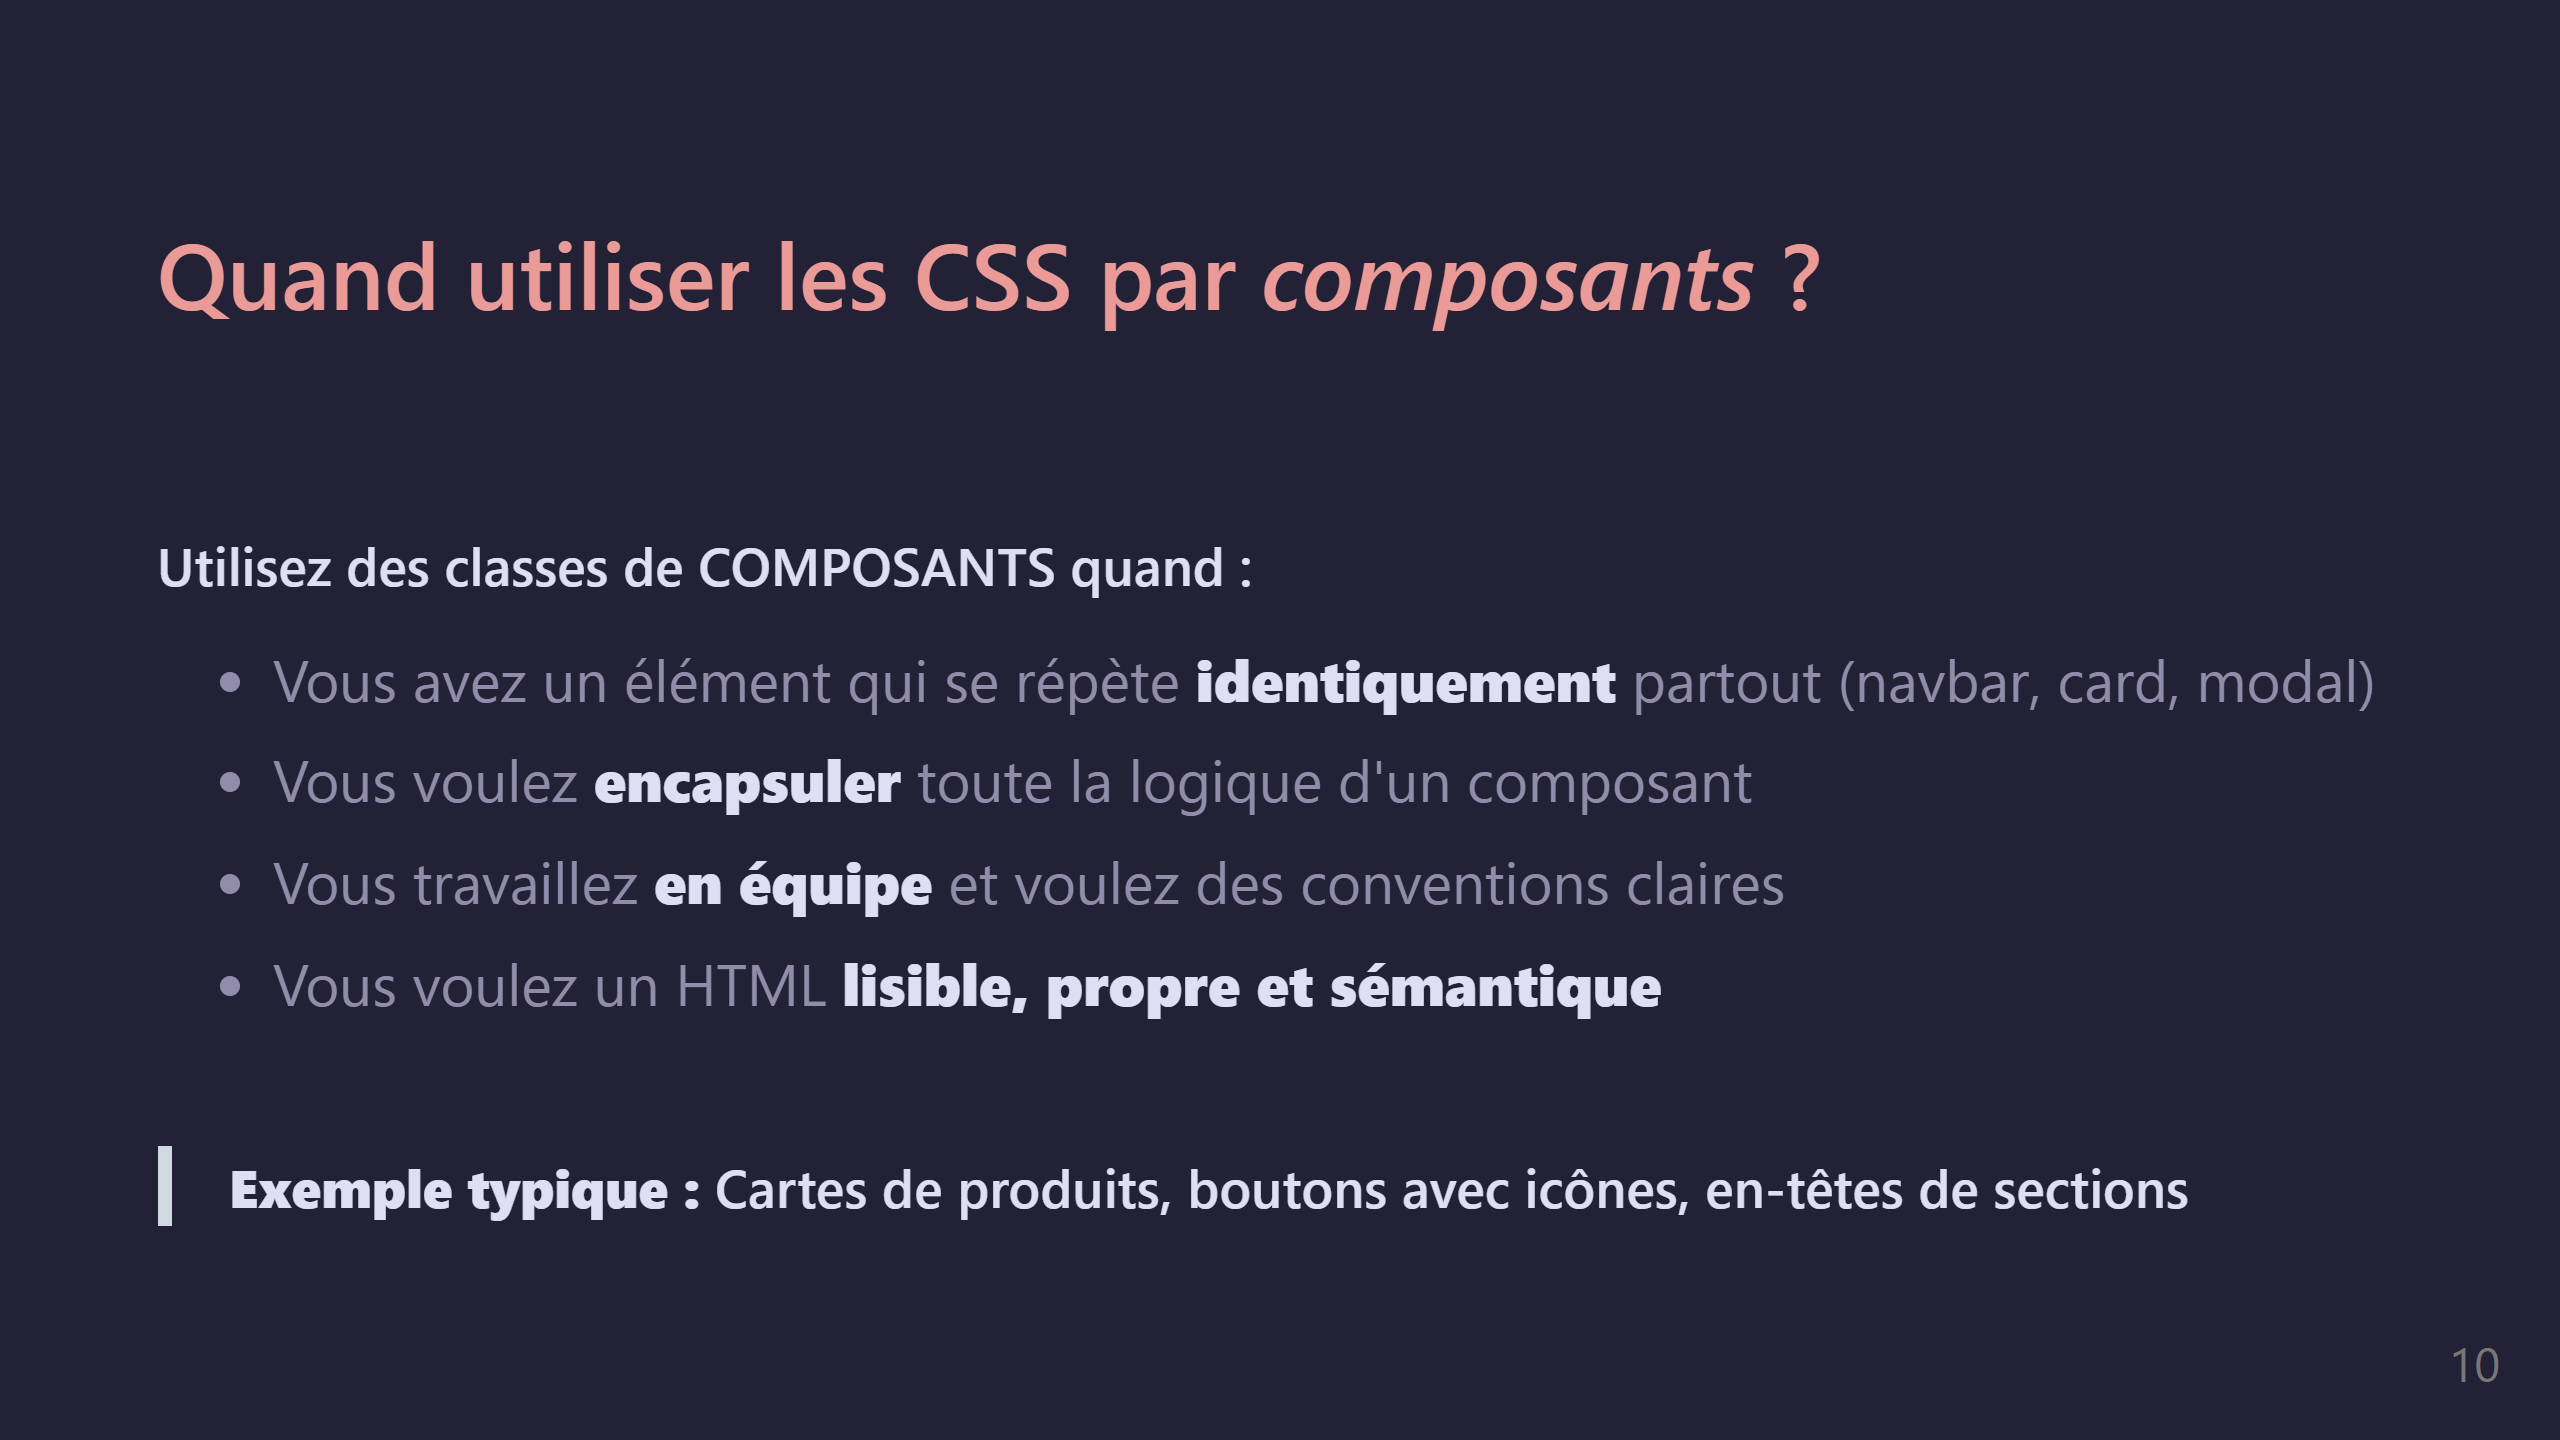 Quand utiliser les CSS par composants ?
Utilisez des classes de COMPOSANTS quand :
• Vous avez un élément qui se répète identiquement partout (navbar, card, modal)
• Vous voulez encapsuler toute la logique d'un composant
• Vous travaillez en équipe et voulez des conventions claires
• Vous voulez un HTML lisible, propre et sémantique
Exemple typique : Cartes de produits, boutons avec icônes, en-têtes de sections
10